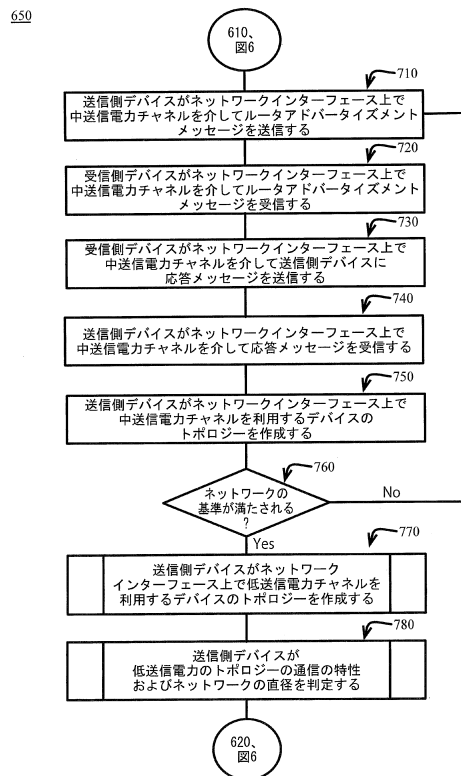 650
610、
図6
710
送信側デバイスがネットワークインターフェース上で
中送信電力チャネルを介してルータアドバータイズメント
メッセージを送信する
720
受信側デバイスがネットワークインターフェース上で
中送信電力チャネルを介してルータアドバータイズメント
メッセージを受信する
730
受信側デバイスがネットワークインターフェース上で
中送信電力チャネルを介して送信側デバイスに
応答メッセージを送信する
740
送信側デバイスがネットワークインターフェース上で
中送信電力チャネルを介して応答メッセージを受信する
750
送信側デバイスがネットワークインターフェース上で
中送信電力チャネルを利用するデバイスの
トポロジーを作成する
760
ネットワークの
基準が満たされる
?
No
Yes
770
送信側デバイスがネットワーク
インターフェース上で低送信電力チャネルを
利用するデバイスのトポロジーを作成する
780
送信側デバイスが
低送信電力のトポロジーの通信の特性
およびネットワークの直径を判定する
620、
図6